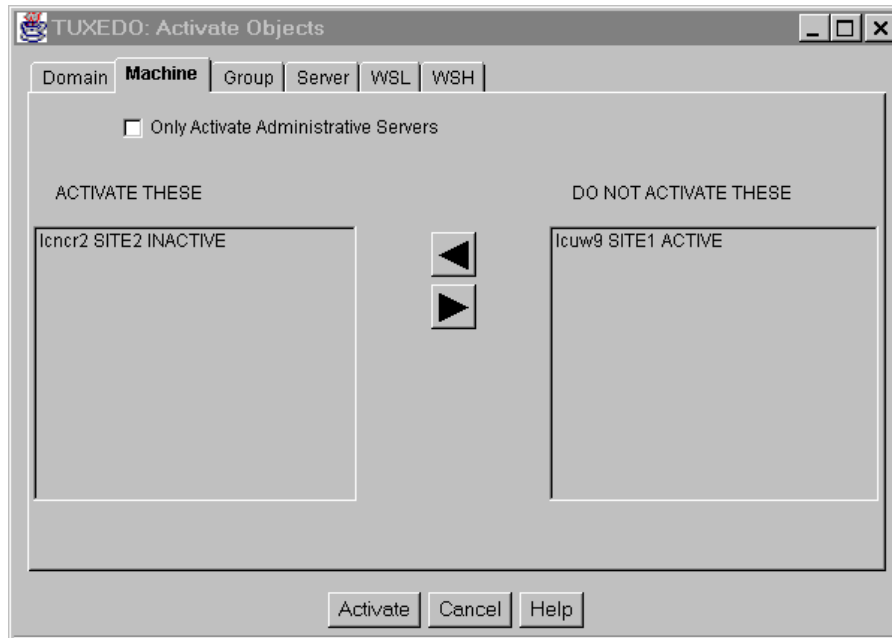 TUXEDO: Activate Objects
Domain Machine Group Server WSL WSH
Only Activate Administrative Servers
ACTIVATE THESE
DO NOT ACTIVATE THESE
lcncr2 SITE2 INACTIVE
lcuw9 SITE1 ACTIVE
Activate Cancel Help